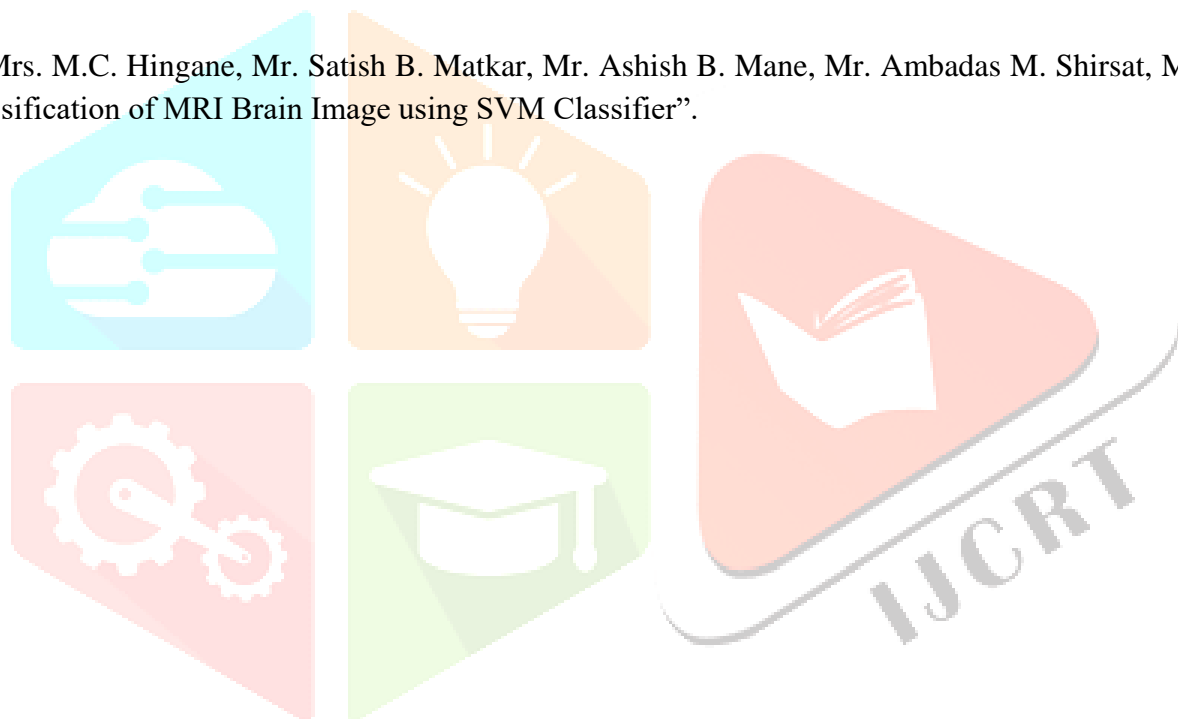 Mrs. M.C. Hingane, Mr. Satish B. Matkar, Mr. Ashish B. Mane, Mr. Ambadas M. Shirsat,
sification of MRI Brain Image using SVM Classifier”.
IJCRT